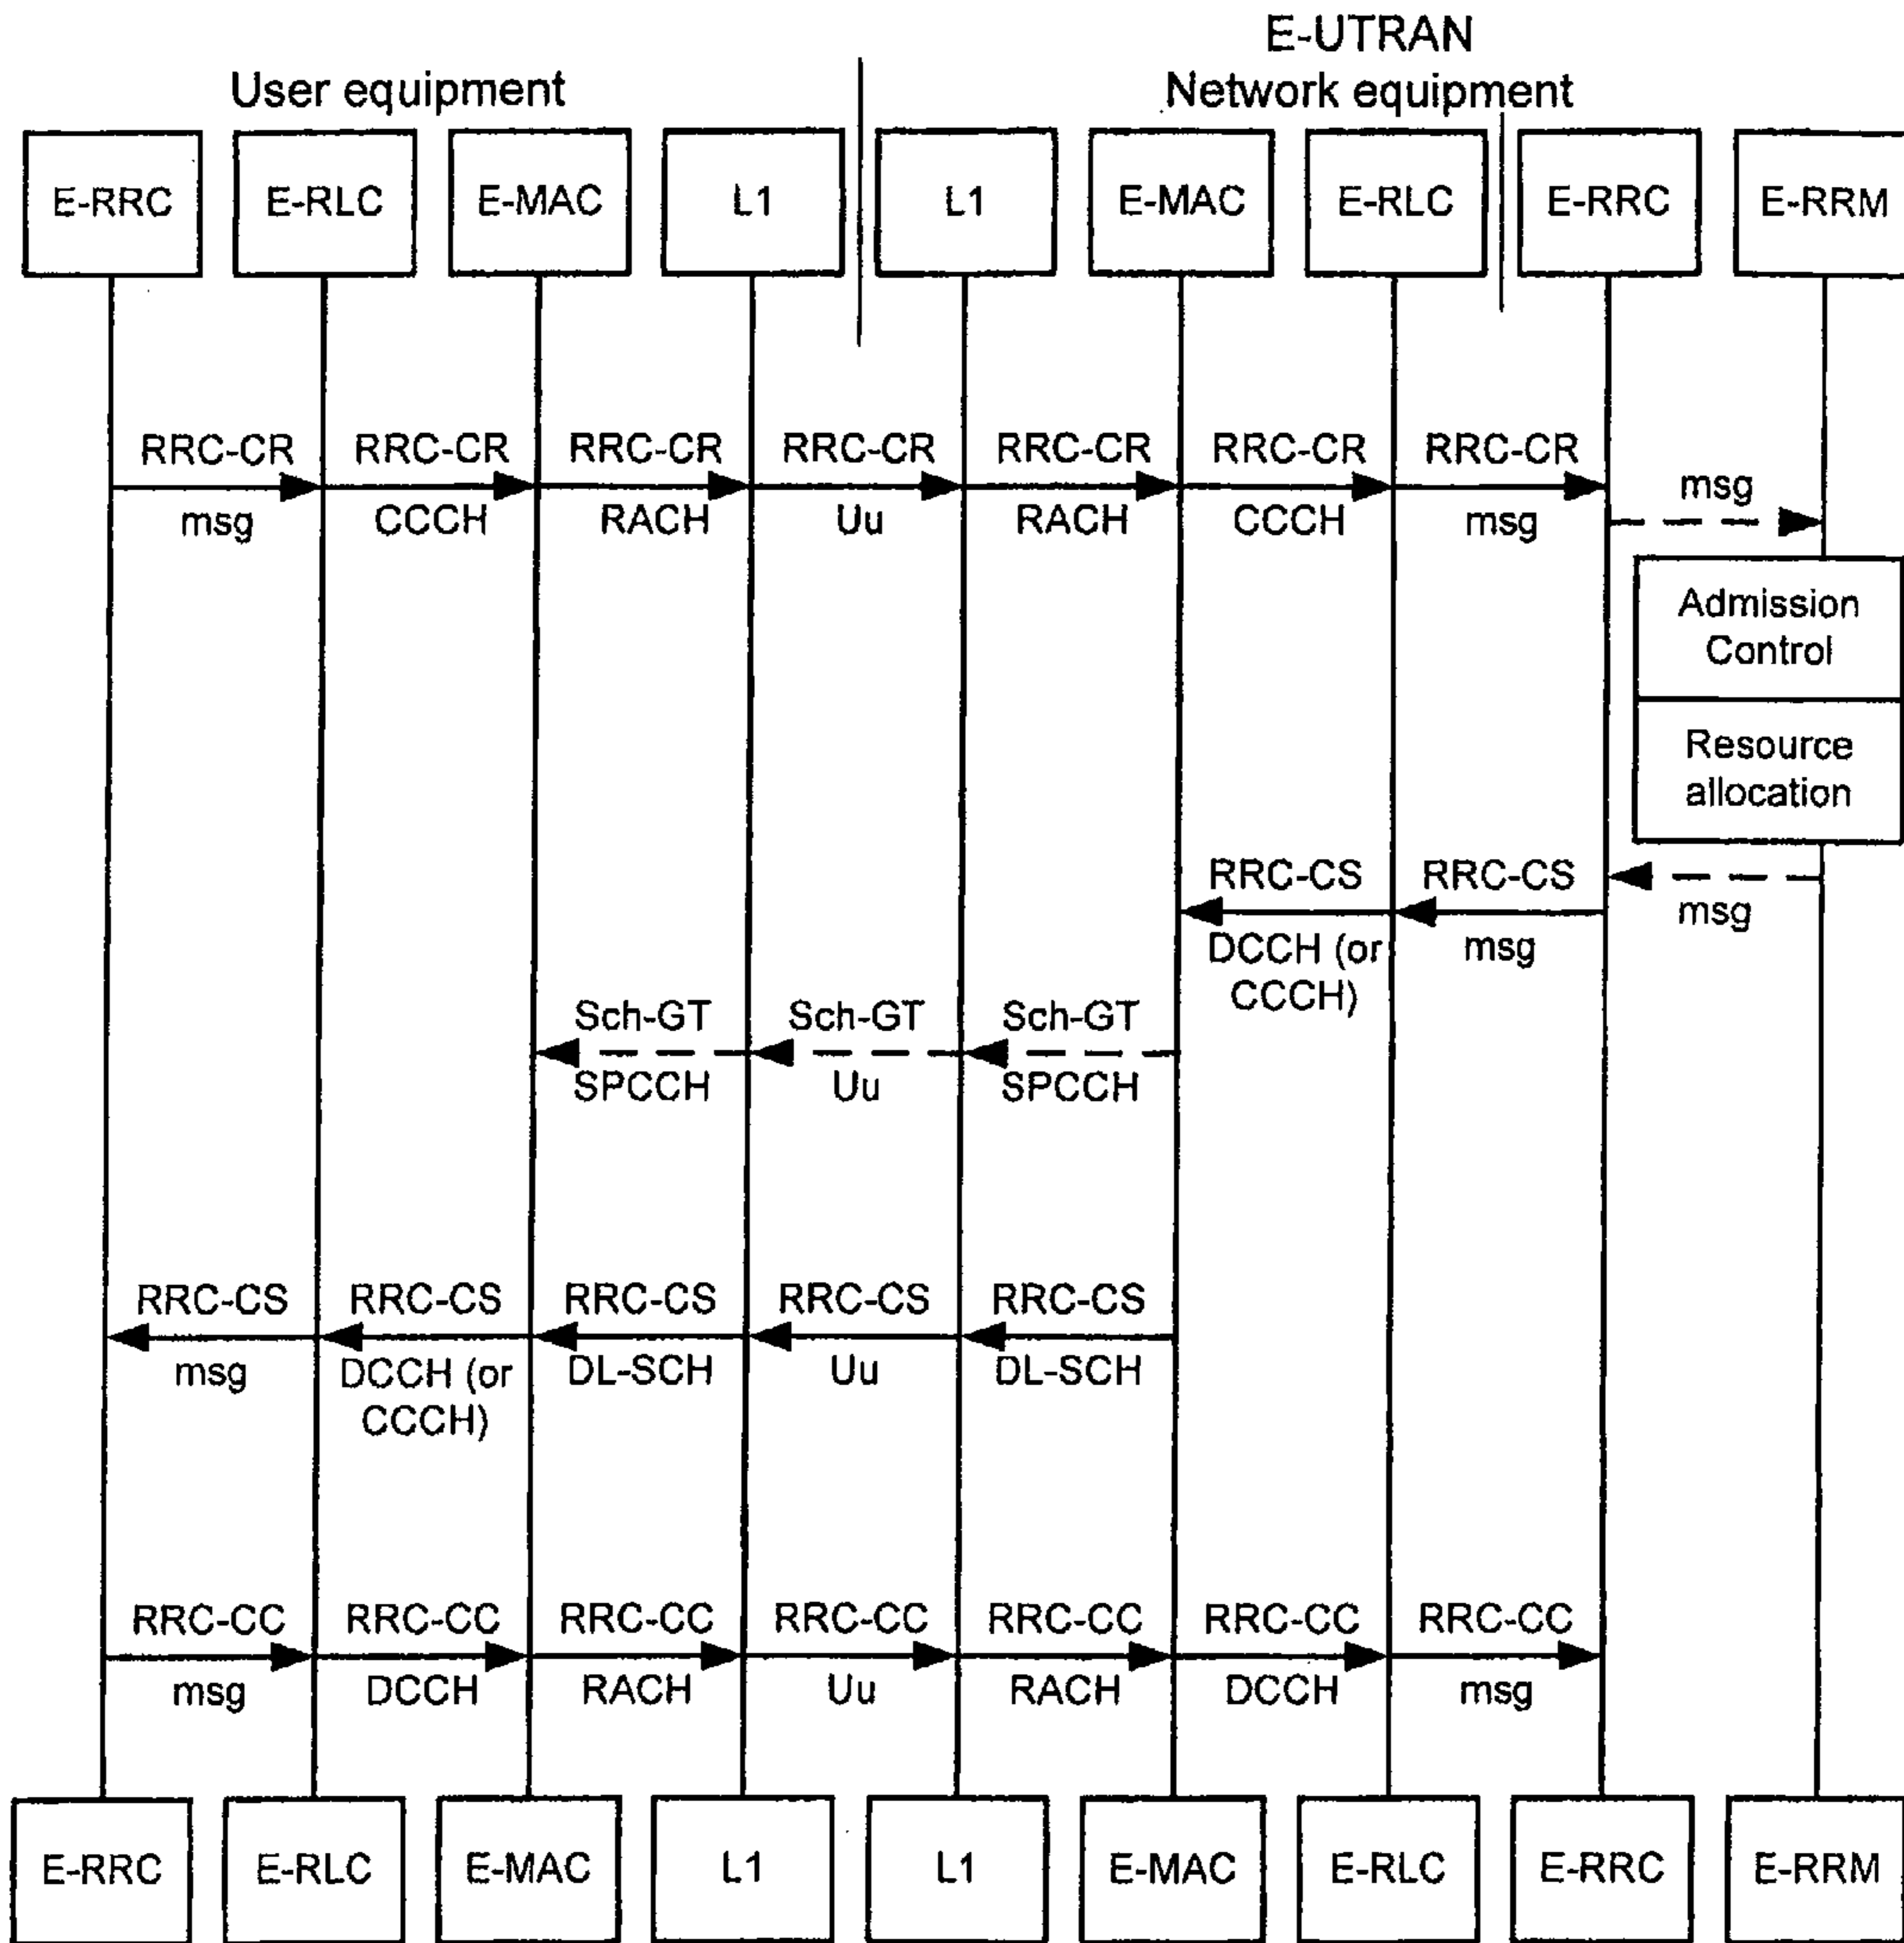 E-UTRAN
User equipment
Network equipment
E-RRC E-RLC E-MAC L1 L1 E-MAC E-RLC E-RRC E-RRM
RRC-CR RRC-CR RRC-CR RRC-CR RRC-CR RRC-CR RRC-CR
msg CCCH RACH Uu RACH CCCH msg
msg
Admission
Control
Resource
allocation
msg
RRC-CS RRC-CS
DCCH (or msg
CCCH)
Sch-GT Sch-GT Sch-GT
SPCCH Uu SPCCH
RRC-CS RRC-CS RRC-CS RRC-CS RRC-CS
msg DCCH (or DL-SCH Uu DL-SCH
CCCH)
RRC-CC RRC-CC RRC-CC RRC-CC RRC-CC RRC-CC RRC-CC
msg DCCH RACH Uu RACH DCCH msg
E-RRC E-RLC E-MAC L1 L1 E-MAC E-RLC E-RRC E-RRM